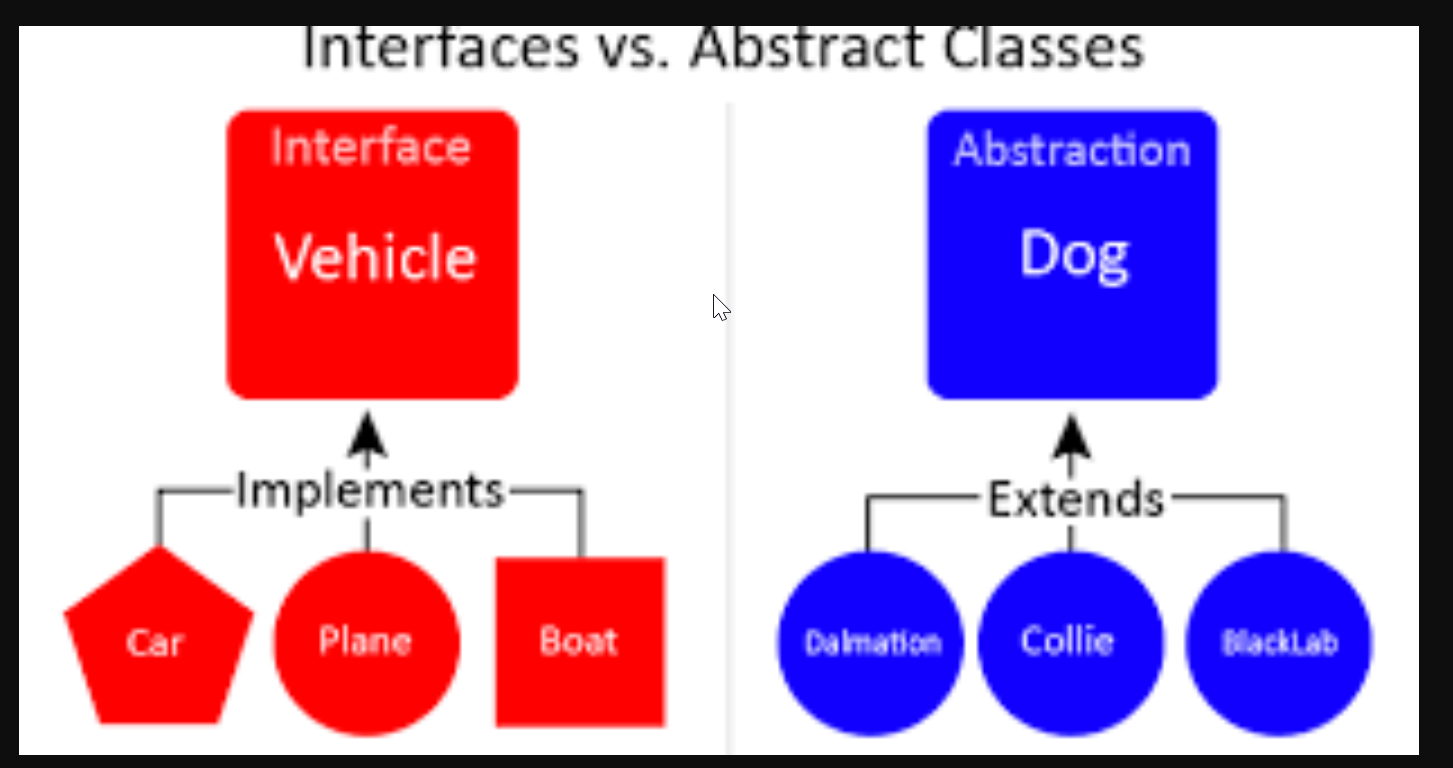 Interfaces vs. Abstract Classes
Interface
Vehicle
Implements
Car
Plane
Boat
Abstraction
Dog
Extends
Dalmation
Collie
BlackLab